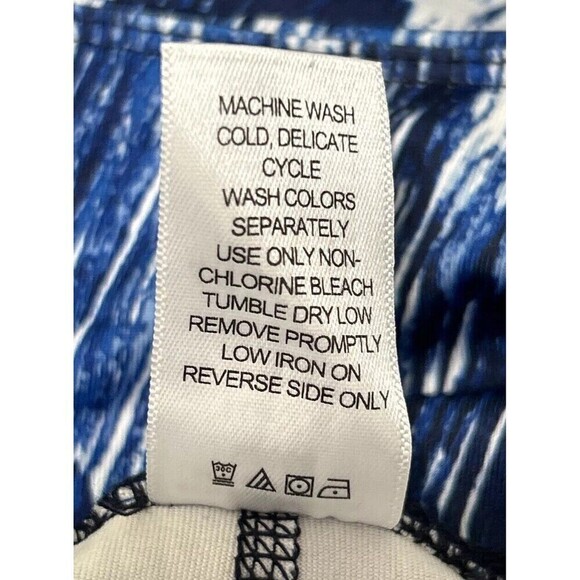 MACHINE WASH
COLD, DELICATE
CYCLE
WASH COLORS
SEPARATELY
USE ONLY NON-
CHLORINE BLEACH
TUMBLE DRY LOW
REMOVE PROMPTLY
LOW IRON ON
REVERSE SIDE ONLY